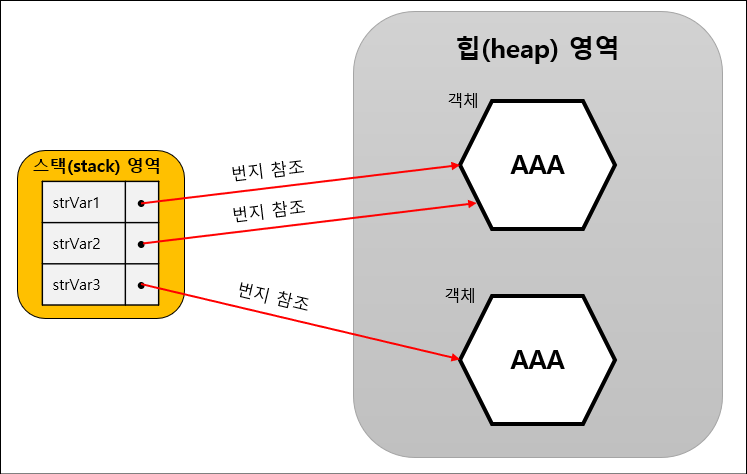 힙(heap) 영역
객체
AAA
스택(stack) 영역
번지 참조
strVar1
번지 참조
strVar2
strVar3
번지 참조
객체
AAA